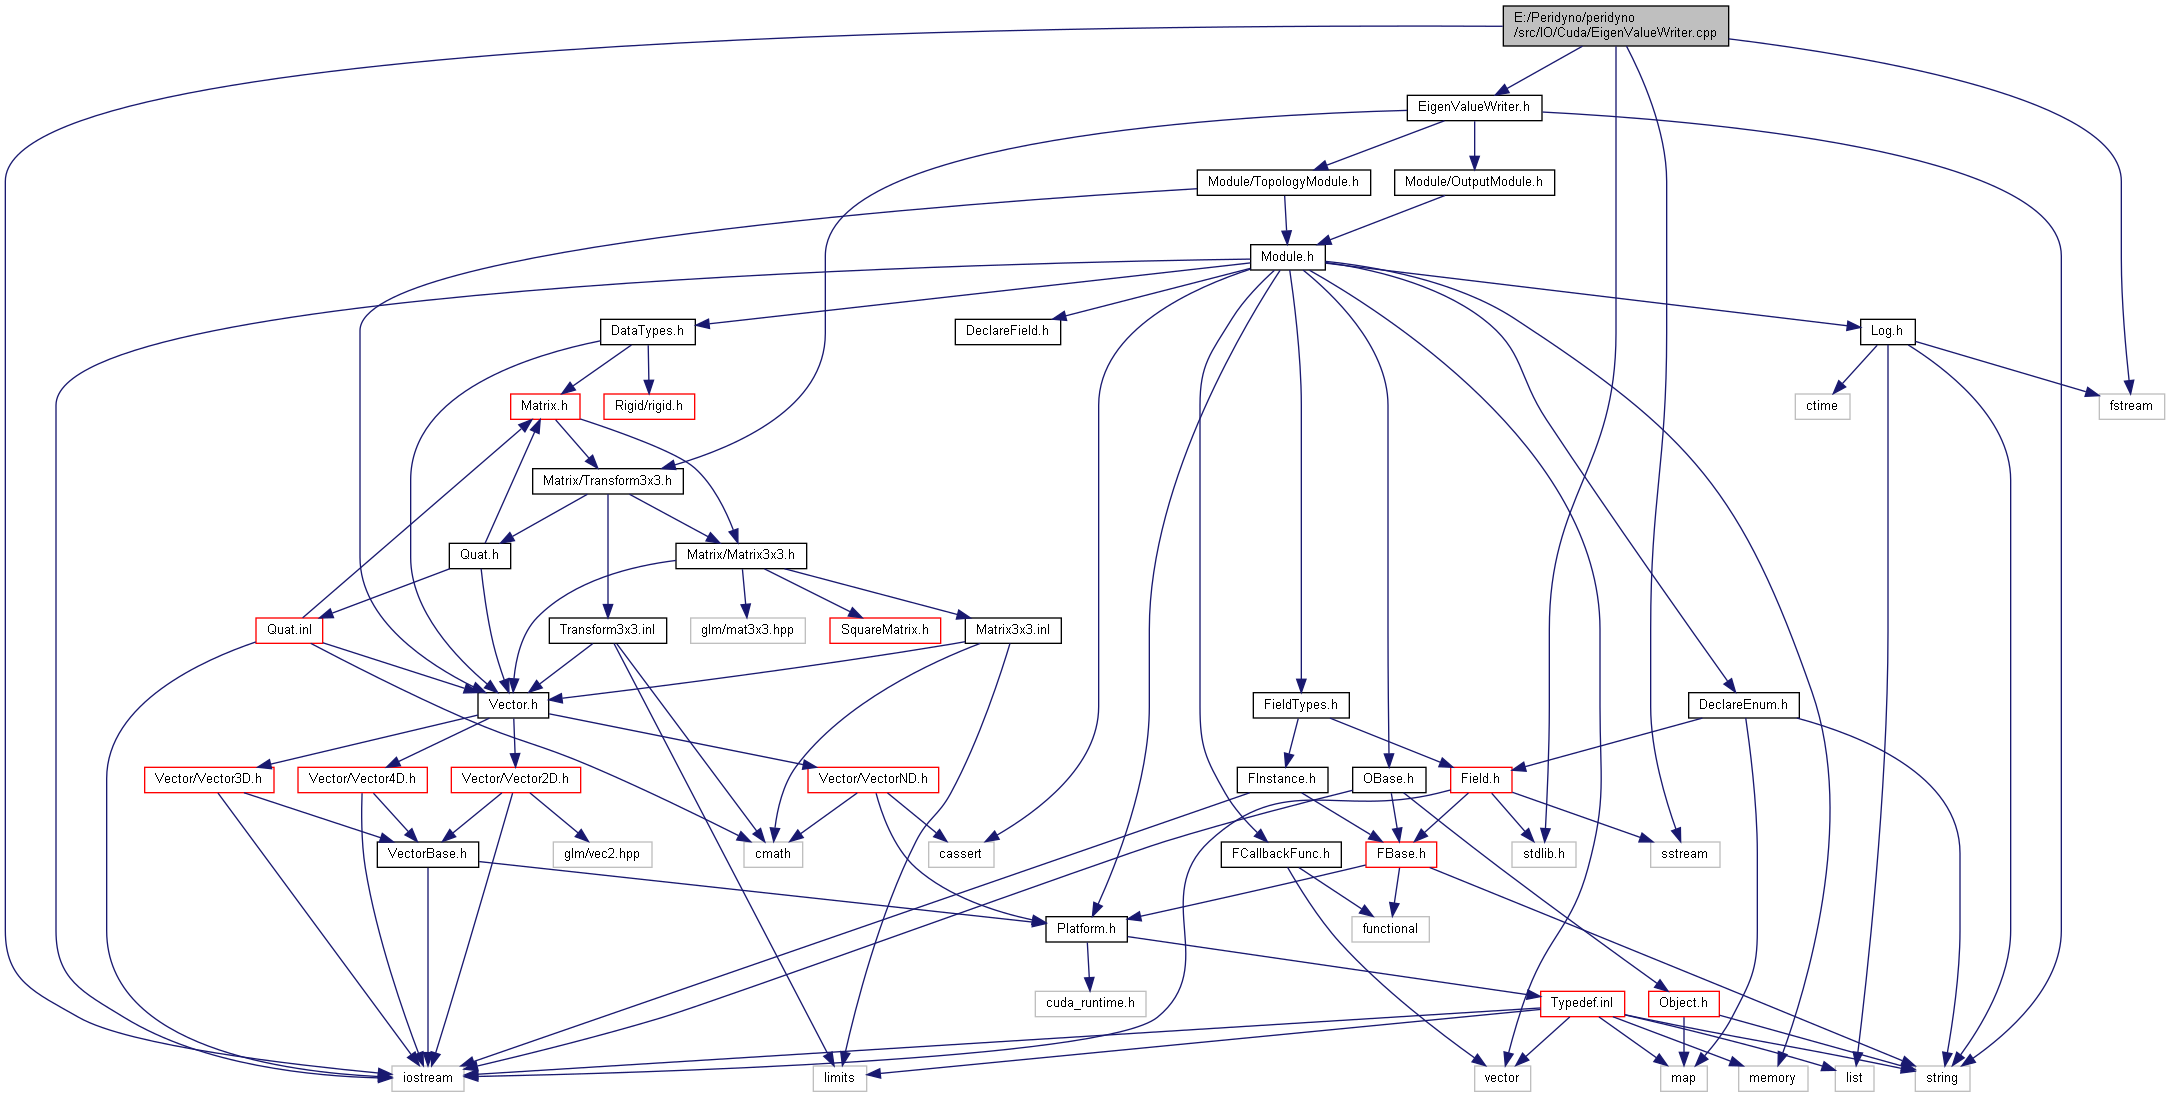 E:/Peridyno/peridyno
/src/IO/Cuda/EigenValueWriter.cpp
EigenValueWriter.h
Module/TopologyModule.h
Module/OutputModule.h
Module.h
DataTypes.h
DeclareField.h
Log.h
Matrix.h
Rigid/rigid.h
ctime
fstream
Matrix/Transform3x3.h
Quat.h
Matrix/Matrix3x3.h
Quat.inl
Transform3x3.inl
glm/mat3x3.hpp
SquareMatrix.h
Matrix3x3.inl
Vector.h
FieldTypes.h
DeclareEnum.h
Vector/Vector3D.h
Vector/Vector4D.h
Vector/Vector2D.h
Vector/VectorND.h
FInstance.h
OBase.h
Field.h
VectorBase.h
glm/vec2.hpp
cmath
cassert
FCallbackFunc.h
FBase.h
stdlib.h
sstream
Platform.h
functional
cuda_runtime.h
Typedef.inl
Object.h
iostream
limits
vector
map
memory
list
string